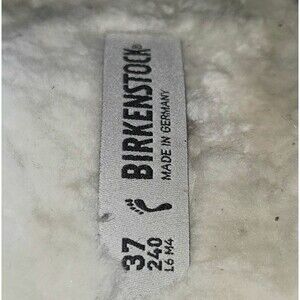 BIRKENSTOCK®
MADE IN GERMANY
37
240
L6 M4